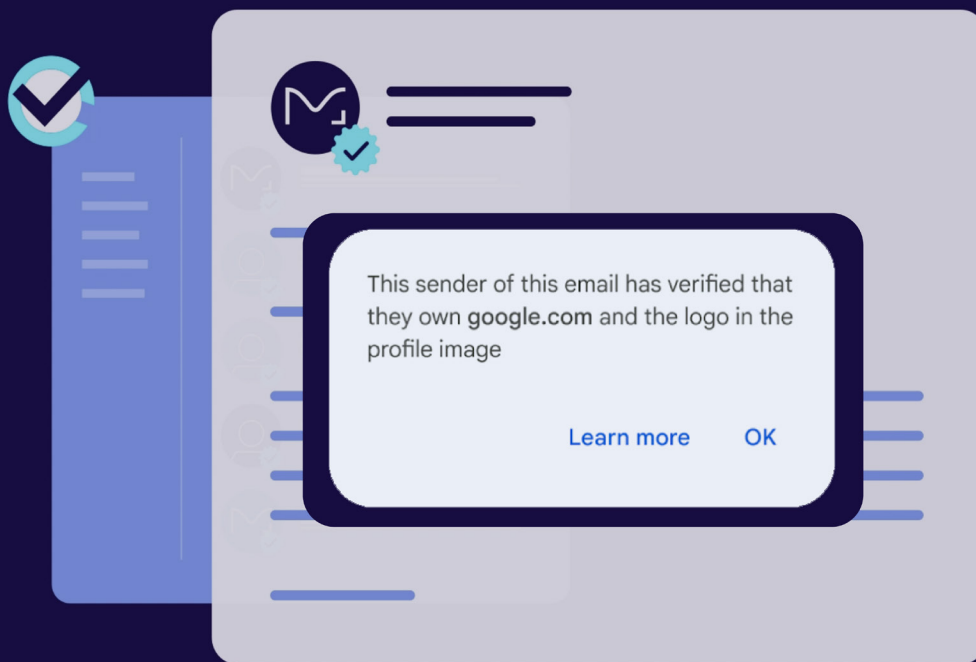 This sender of this email has verified that
they own google.com and the logo in the
profile image
Learn more OK